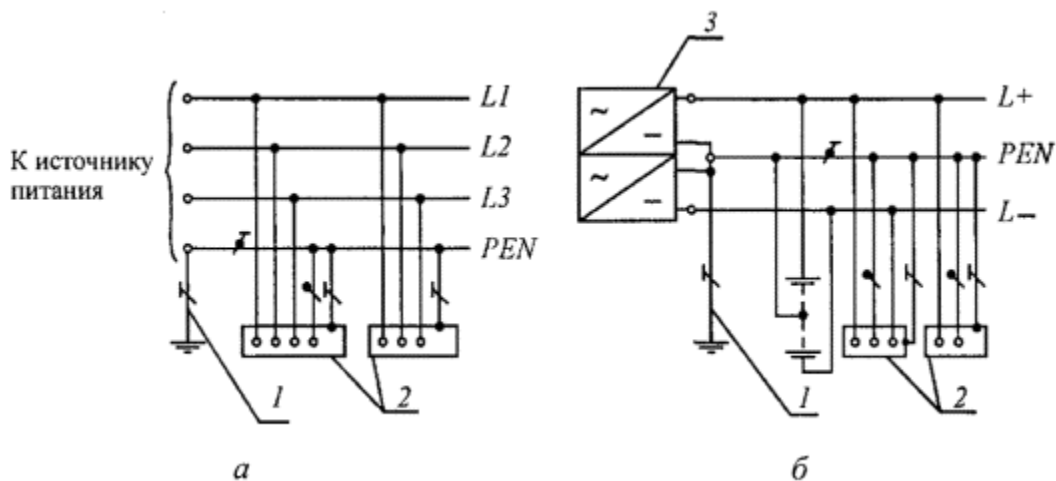 К источнику
питания
L1
L2
L3
PEN
1
2
а
3
~
–
~
–
L+
PEN
L–
1
2
б